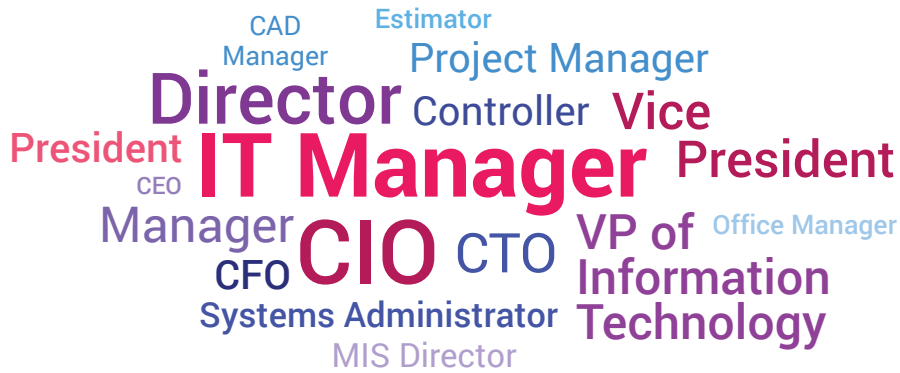 CAD
Manager
Estimator
Project Manager
Director
Controller
Vice
President
President
IT Manager
CEO
Manager
CIO
CTO
VP of
Information
Technology
Office Manager
CFO
Systems Administrator
MIS Director